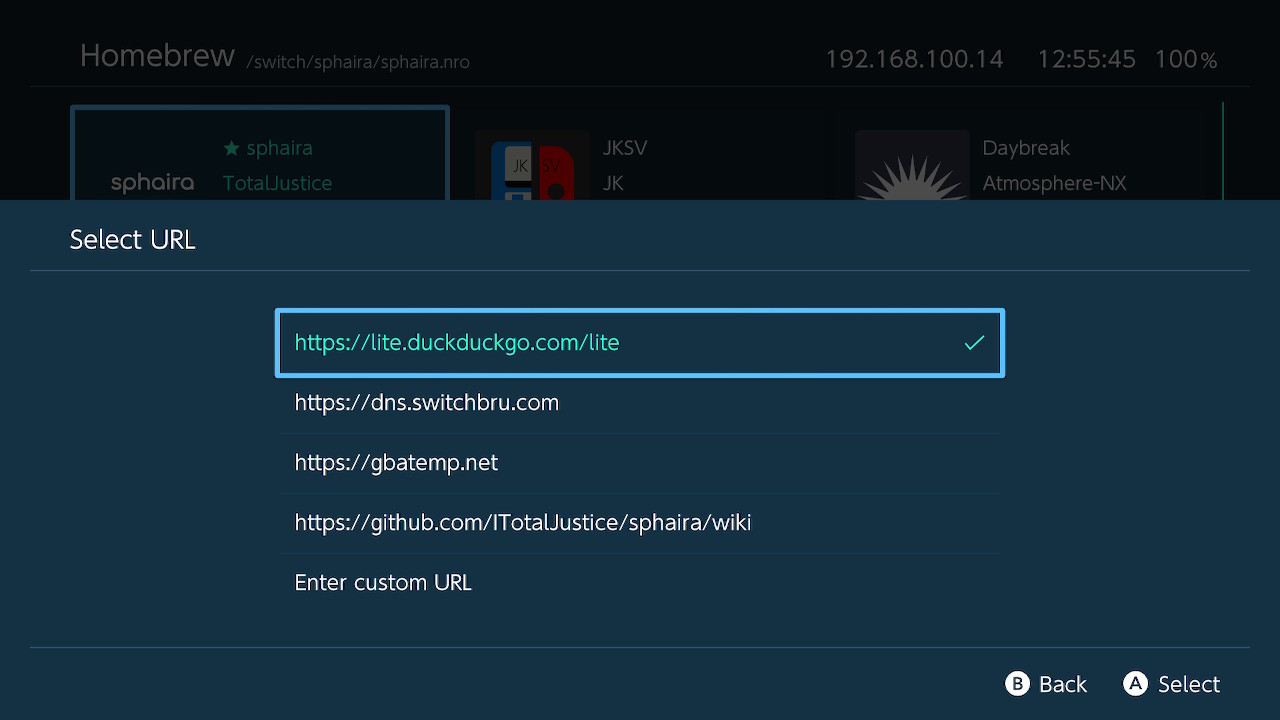 Homebrew /switch/sphaira/sphaira.nro 192.168.100.14 12:55:45 100%
sphaira
★ sphaira
TotalJustice
JK SV
JKSV
JK
Daybreak
Atmosphere-NX
Select URL
https://lite.duckduckgo.com/lite
https://dns.switchbru.com
https://gbatemp.net
https://github.com/ITotalJustice/sphaira/wiki
Enter custom URL
B Back A Select